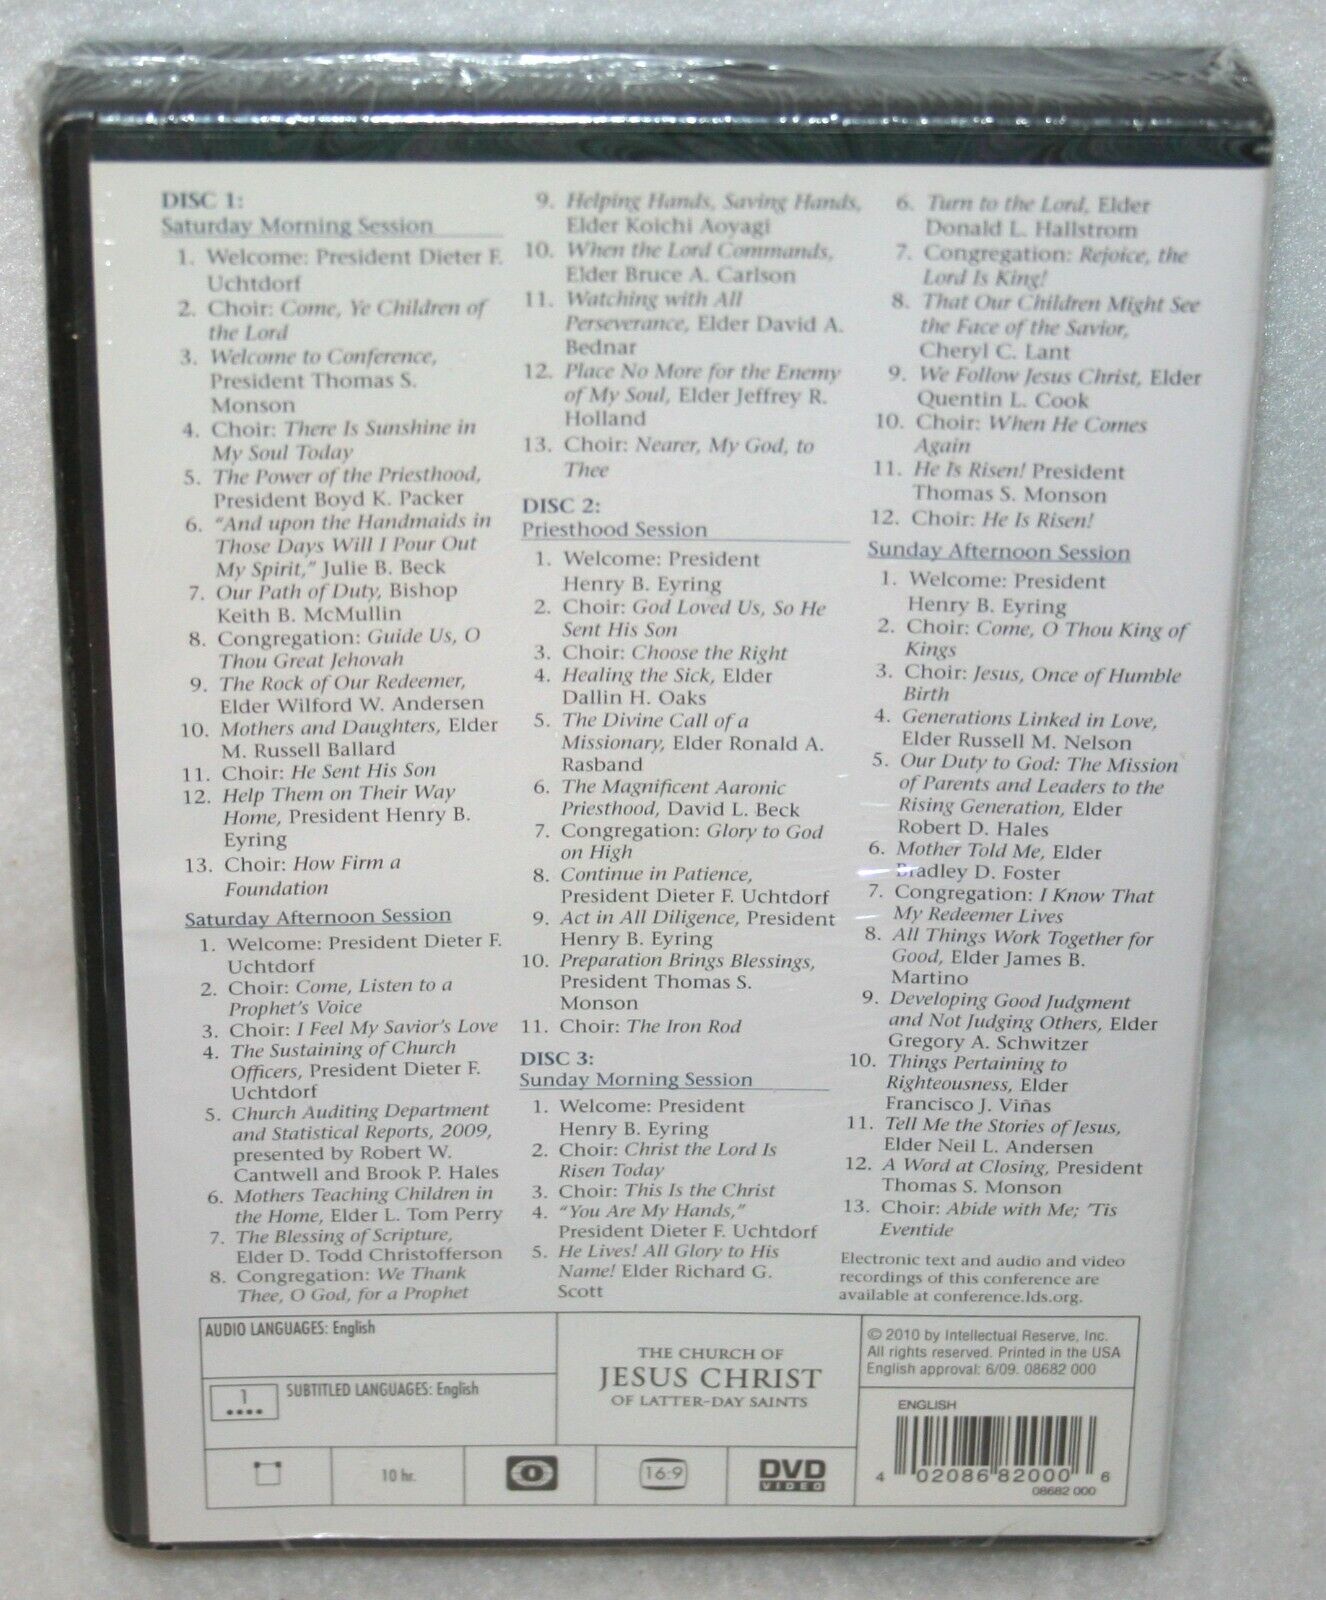 DISC 1:
Saturday Morning Session
1. Welcome: President Dieter F.
Uchtdorf
2. Choir: Come, Ye Children of
the Lord
3. Welcome to Conference,
President Thomas S.
Monson
4. Choir: There Is Sunshine in
My Soul Today
5. The Power of the Priesthood,
President Boyd K. Packer
6. "And upon the Handmaids in
Those Days Will I Pour Out
My Spirit," Julie B. Beck
7. Our Path of Duty, Bishop
Keith B. McMullin
8. Congregation: Guide Us, O
Thou Great Jehovah
9. The Rock of Our Redeemer,
Elder Wilford W. Andersen
10. Mothers and Daughters, Elder
M. Russell Ballard
11. Choir: He Sent His Son
12. Help Them on Their Way
Home, President Henry B.
Eyring
13. Choir: How Firm a
Foundation
Saturday Afternoon Session
1. Welcome: President Dieter F.
Uchtdorf
2. Choir: Come, Listen to a
Prophet's Voice
3. Choir: I Feel My Savior's Love
4. The Sustaining of Church
Officers, President Dieter F.
Uchtdorf
5. Church Auditing Department
and Statistical Reports, 2009,
presented by Robert W.
Cantwell and Brook P. Hales
6. Mothers Teaching Children in
the Home, Elder L. Tom Perry
7. The Blessing of Scripture,
Elder D. Todd Christofferson
8. Congregation: We Thank
Thee, O God, for a Prophet
9. Helping Hands, Saving Hands,
Elder Koichi Aoyagi
10. When the Lord Commands,
Elder Bruce A. Carlson
11. Watching with All
Perseverance, Elder David A.
Bednar
12. Place No More for the Enemy
of My Soul, Elder Jeffrey R.
Holland
13. Choir: Nearer, My God, to
Thee
DISC 2:
Priesthood Session
1. Welcome: President
Henry B. Eyring
2. Choir: God Loved Us, So He
Sent His Son
3. Choir: Choose the Right
4. Healing the Sick, Elder
Dallin H. Oaks
5. The Divine Call of a
Missionary, Elder Ronald A.
Rasband
6. The Magnificent Aaronic
Priesthood, David L. Beck
7. Congregation: Glory to God
on High
8. Continue in Patience,
President Dieter F. Uchtdorf
9. Act in All Diligence, President
Henry B. Eyring
10. Preparation Brings Blessings,
President Thomas S.
Monson
11. Choir: The Iron Rod
DISC 3:
Sunday Morning Session
1. Welcome: President
Henry B. Eyring
2. Choir: Christ the Lord Is
Risen Today
3. Choir: This Is the Christ
4. "You Are My Hands,"
President Dieter F. Uchtdorf
5. He Lives! All Glory to His
Name! Elder Richard G.
Scott
6. Turn to the Lord, Elder
Donald L. Hallstrom
7. Congregation: Rejoice, the
Lord Is King!
8. That Our Children Might See
the Face of the Savior,
Cheryl C. Lant
9. We Follow Jesus Christ, Elder
Quentin L. Cook
10. Choir: When He Comes
Again
11. He Is Risen! President
Thomas S. Monson
12. Choir: He Is Risen!
Sunday Afternoon Session
1. Welcome: President
Henry B. Eyring
2. Choir: Come, O Thou King of
Kings
3. Choir: Jesus, Once of Humble
Birth
4. Generations Linked in Love,
Elder Russell M. Nelson
5. Our Duty to God: The Mission
of Parents and Leaders to the
Rising Generation, Elder
Robert D. Hales
6. Mother Told Me, Elder
Bradley D. Foster
7. Congregation: I Know That
My Redeemer Lives
8. All Things Work Together for
Good, Elder James B.
Martino
9. Developing Good Judgment
and Not Judging Others, Elder
Gregory A. Schwitzer
10. Things Pertaining to
Righteousness, Elder
Francisco J. Viñas
11. Tell Me the Stories of Jesus,
Elder Neil L. Andersen
12. A Word at Closing, President
Thomas S. Monson
13. Choir: Abide with Me; 'Tis
Eventide
Electronic text and audio and video
recordings of this conference are
available at conference.lds.org.
AUDIO LANGUAGES: English
1
SUBTITLED LANGUAGES: English
10 hr.
0
16:9
DVD
VIDEO
THE CHURCH OF
JESUS CHRIST
OF LATTER-DAY SAINTS
© 2010 by Intellectual Reserve, Inc.
All rights reserved. Printed in the USA
English approval: 6/09. 08682 000
ENGLISH
4 02086 82000 6
08682 000